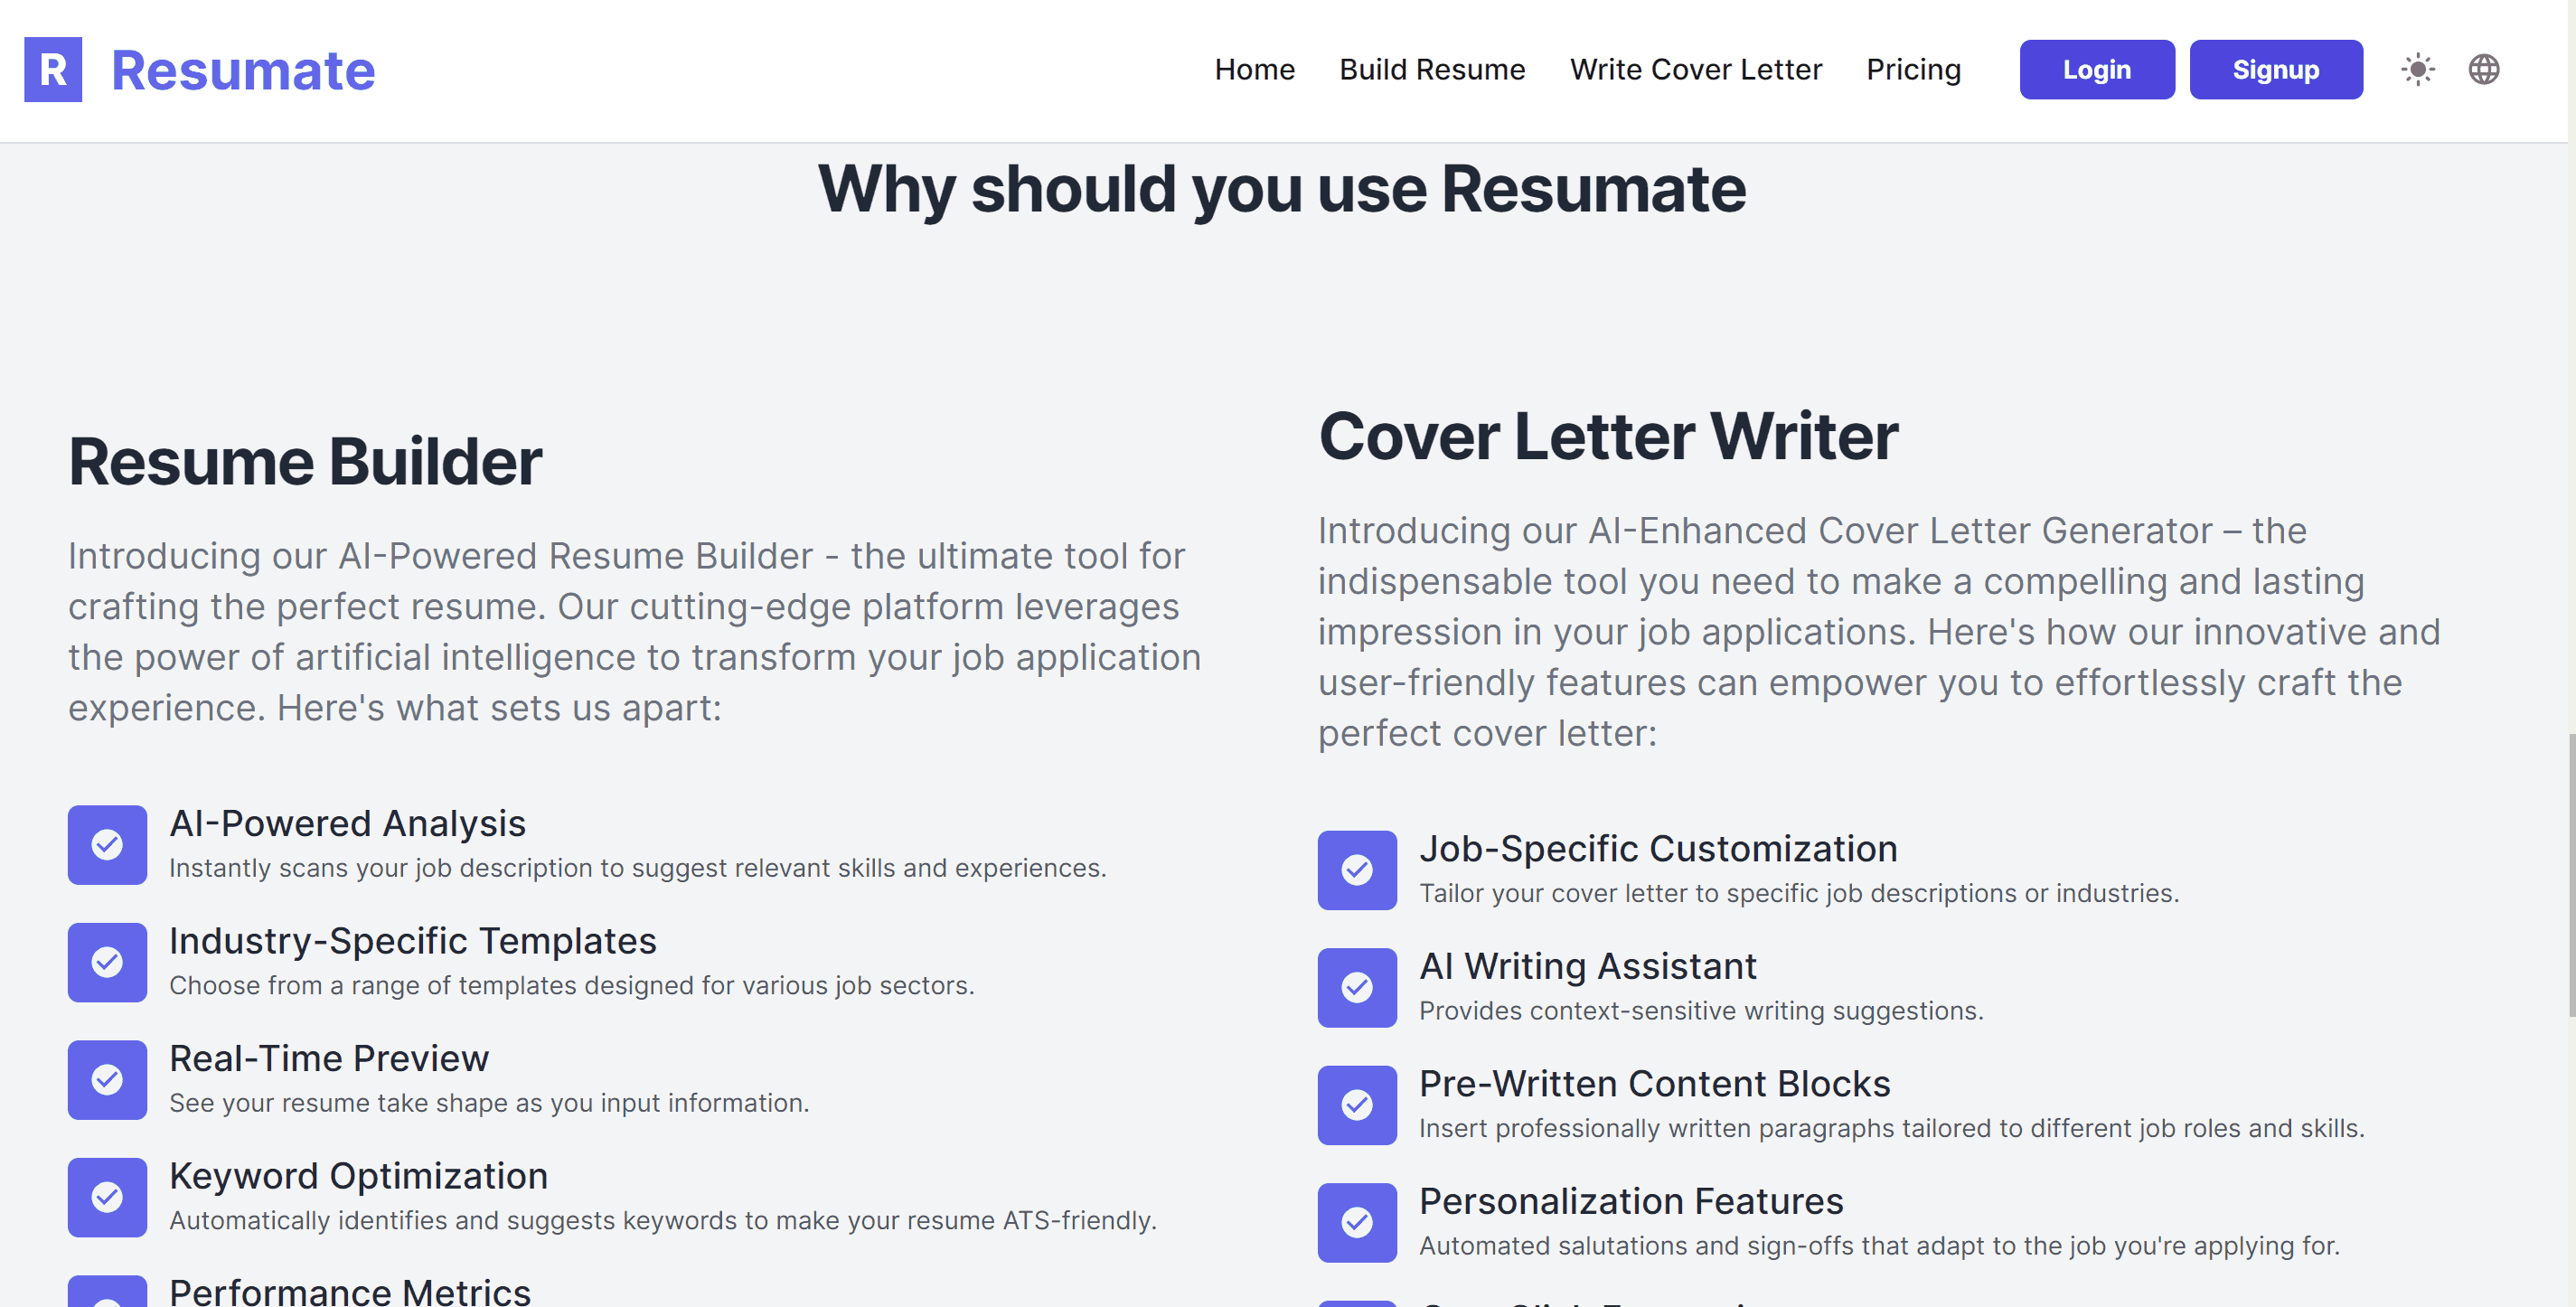 R Resumate
Home Build Resume Write Cover Letter Pricing Login Signup
Why should you use Resumate
Resume Builder
Introducing our AI-Powered Resume Builder - the ultimate tool for
crafting the perfect resume. Our cutting-edge platform leverages
the power of artificial intelligence to transform your job application
experience. Here's what sets us apart:
AI-Powered Analysis
Instantly scans your job description to suggest relevant skills and experiences.
Industry-Specific Templates
Choose from a range of templates designed for various job sectors.
Real-Time Preview
See your resume take shape as you input information.
Keyword Optimization
Automatically identifies and suggests keywords to make your resume ATS-friendly.
Performance Metrics
Cover Letter Writer
Introducing our AI-Enhanced Cover Letter Generator – the
indispensable tool you need to make a compelling and lasting
impression in your job applications. Here's how our innovative and
user-friendly features can empower you to effortlessly craft the
perfect cover letter:
Job-Specific Customization
Tailor your cover letter to specific job descriptions or industries.
AI Writing Assistant
Provides context-sensitive writing suggestions.
Pre-Written Content Blocks
Insert professionally written paragraphs tailored to different job roles and skills.
Personalization Features
Automated salutations and sign-offs that adapt to the job you're applying for.